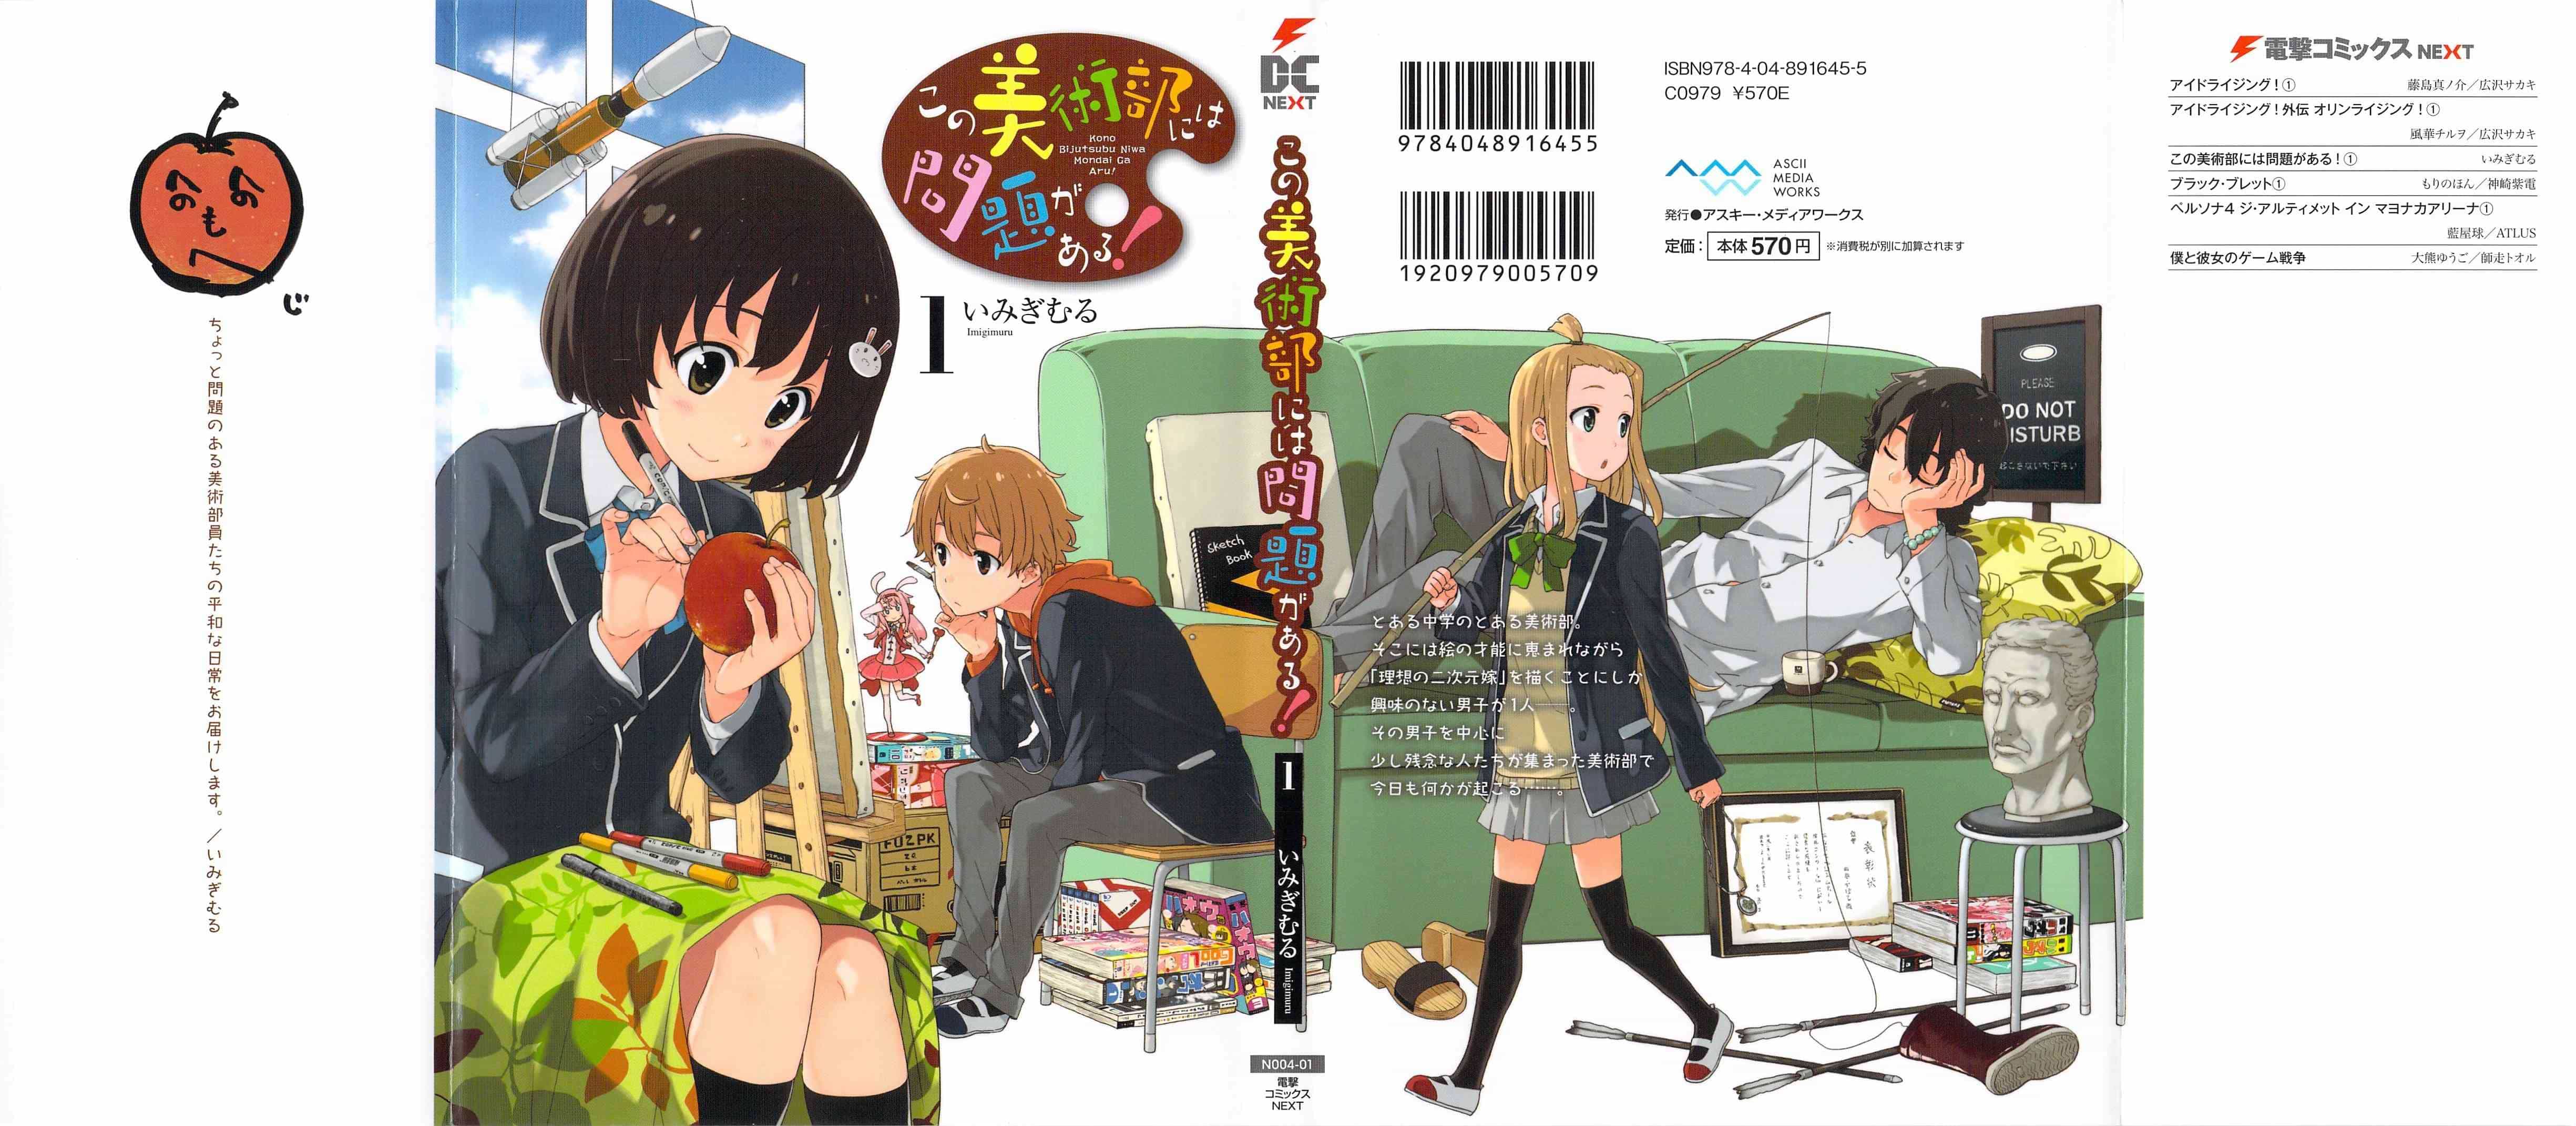 へのへのもへじ
ちょっと問題のある美術部員たちの平和な日常をお届けします。／いみぎむる
この美術部には
問題がある!
Kono
Bijutsubu Niwa
Mondai Ga
Aru!
1
いみぎむる
Imigimuru
Sketch
Book
FUZPK
DC
NEXT
この美術部には問題がある!
1
いみぎむる
Imigimuru
N004-01
電撃
コミックス
NEXT
9784048916455
1920979005709
ISBN978-4-04-891645-5
C0979 ¥570E
ASCII
MEDIA
WORKS
発行●アスキー・メディアワークス
定価： 本体570円 ※消費税が別に加算されます
PLEASE
DO NOT
ISTURB
起こさないで下さい
とある中学のとある美術部。
そこには絵の才能に恵まれながら
「理想の二次元嫁」を描くことにしか
興味のない男子が1人――。
その男子を中心に
少し残念な人たちが集まった美術部で
今日も何かが起こる……。
表彰状
電撃コミックス NEXT
アイドライジング！① 藤島真ノ介／広沢サカキ
アイドライジング！外伝 オリンライジング！①
風華チルヲ／広沢サカキ
この美術部には問題がある！① いみぎむる
ブラック・ブレット① もりのほん／神崎紫電
ペルソナ4 ジ・アルティメット イン マヨナカアリーナ①
藍屋球／ATLUS
僕と彼女のゲーム戦争 大熊ゆうご／師走トオル